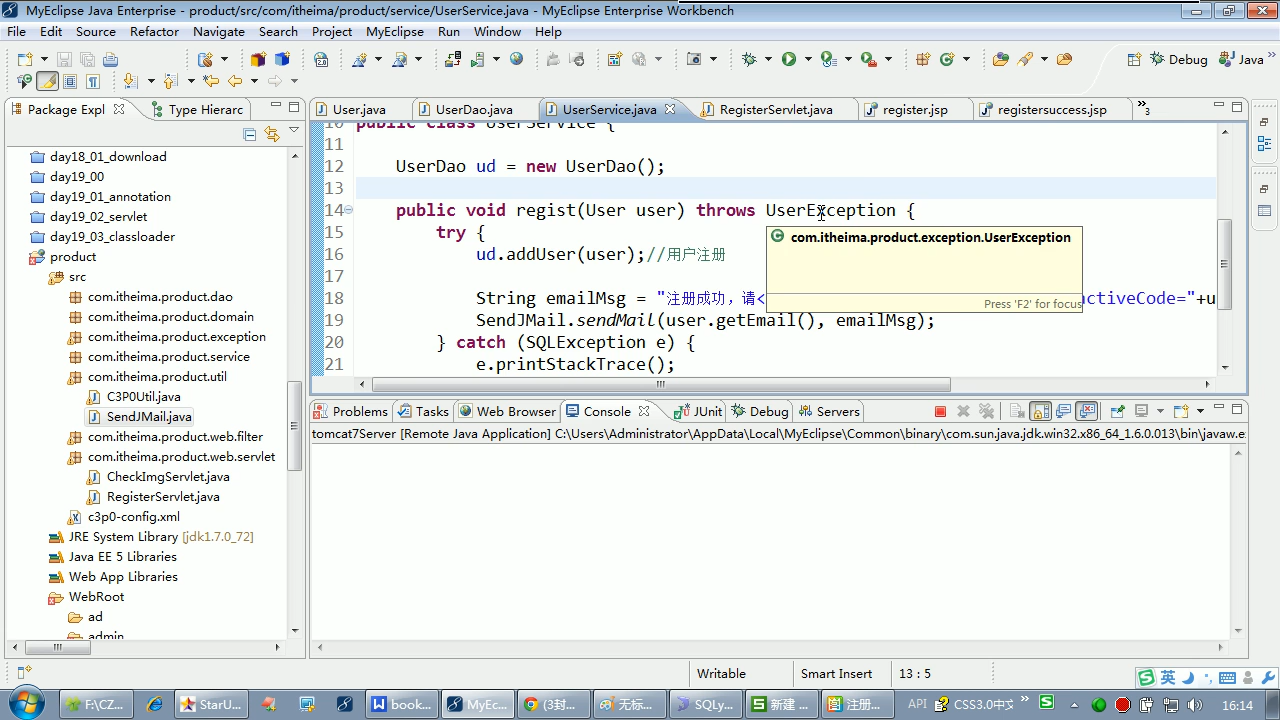 MyEclipse Java Enterprise - product/src/com/itheima/product/service/UserService.java - MyEclipse Enterprise Workbench
File Edit Source Refactor Navigate Search Project MyEclipse Run Window Help
Debug Java
Package Expl Type Hierarc
User.java UserDao.java UserService.java RegisterServlet.java register.jsp registersuccess.jsp 3
day18_01_download
day19_00
day19_01_annotation
day19_02_servlet
day19_03_classloader
product
src
com.itheima.product.dao
com.itheima.product.domain
com.itheima.product.exception
com.itheima.product.service
com.itheima.product.util
C3P0Util.java
SendJMail.java
com.itheima.product.web.filter
com.itheima.product.web.servlet
CheckImgServlet.java
RegisterServlet.java
c3p0-config.xml
JRE System Library [jdk1.7.0_72]
Java EE 5 Libraries
Web App Libraries
WebRoot
ad
admin
10 public class UserService {
11
12 UserDao ud = new UserDao();
13
14 public void regist(User user) throws UserException {
15 try {
16 ud.addUser(user);//用户注册
17
18 String emailMsg = "注册成功，请< activeCode="+u
19 SendJMail.sendMail(user.getEmail(), emailMsg);
20 } catch (SQLException e) {
21 e.printStackTrace();
com.itheima.product.exception.UserException
Press 'F2' for focus
Problems Tasks Web Browser Console JUnit Debug Servers
tomcat7Server [Remote Java Application] C:\Users\Administrator\AppData\Local\MyEclipse\Common\binary\com.sun.java.jdk.win32.x86_64_1.6.0.013\bin\javaw.e
Writable Smart Insert 13 : 5
英
F:\CZ... StarU... book... MyEc... (3封... 无标... SQLy... 新建 ... 注册... API CSS3.0中文 16:14